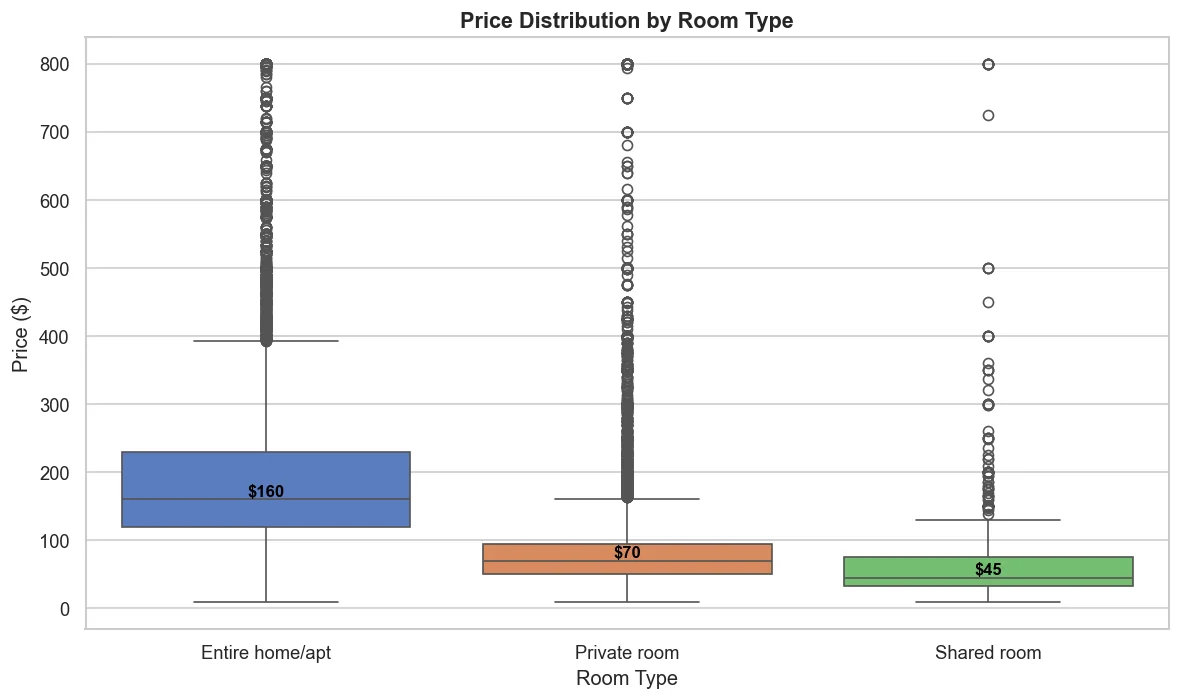 Price Distribution by Room Type
Price ($)
800
700
600
500
400
300
200
100
0
$160
$70
$45
Entire home/apt
Private room
Shared room
Room Type